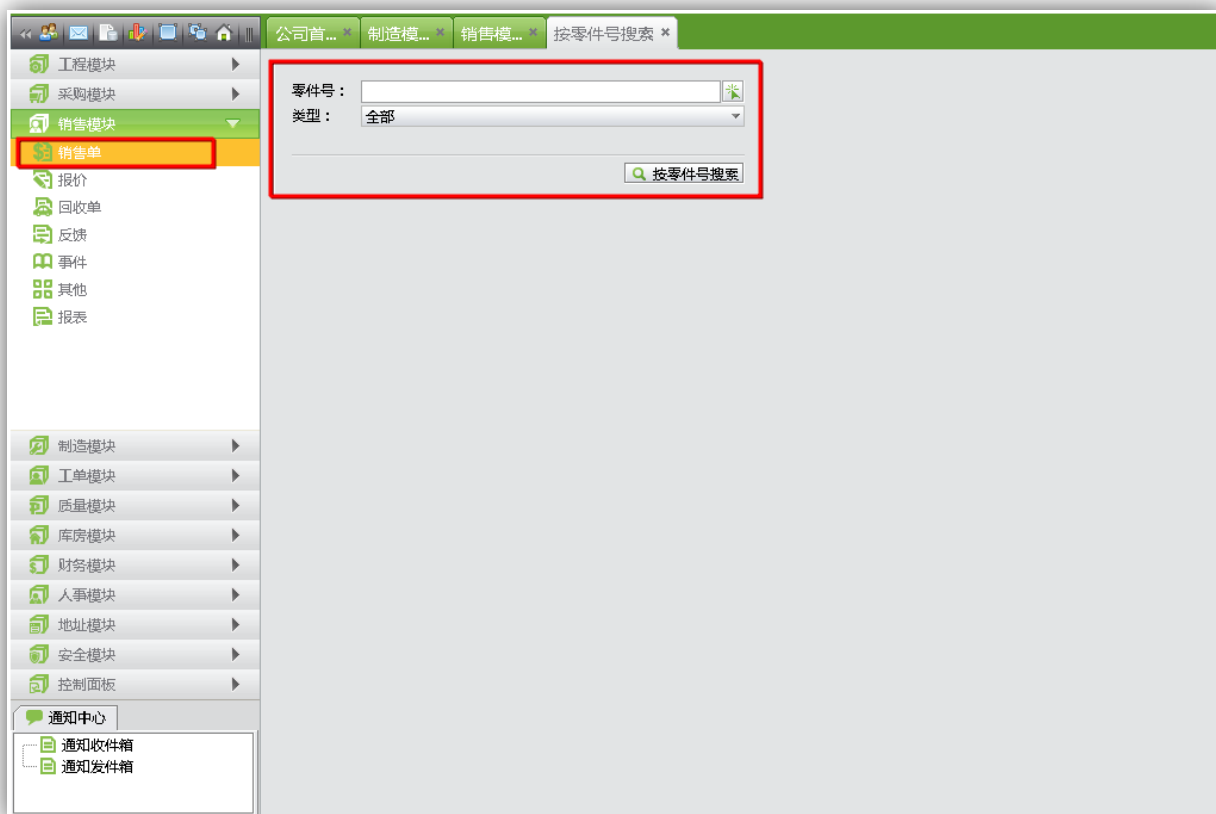 公司首...
制造模...
销售模...
按零件号搜索
工程模块
采购模块
销售模块
销售单
报价
回收单
反馈
事件
其他
报表
制造模块
工单模块
质量模块
库房模块
财务模块
人事模块
地址模块
安全模块
控制面板
通知中心
通知收件箱
通知发件箱
零件号：
类型：
全部
按零件号搜索